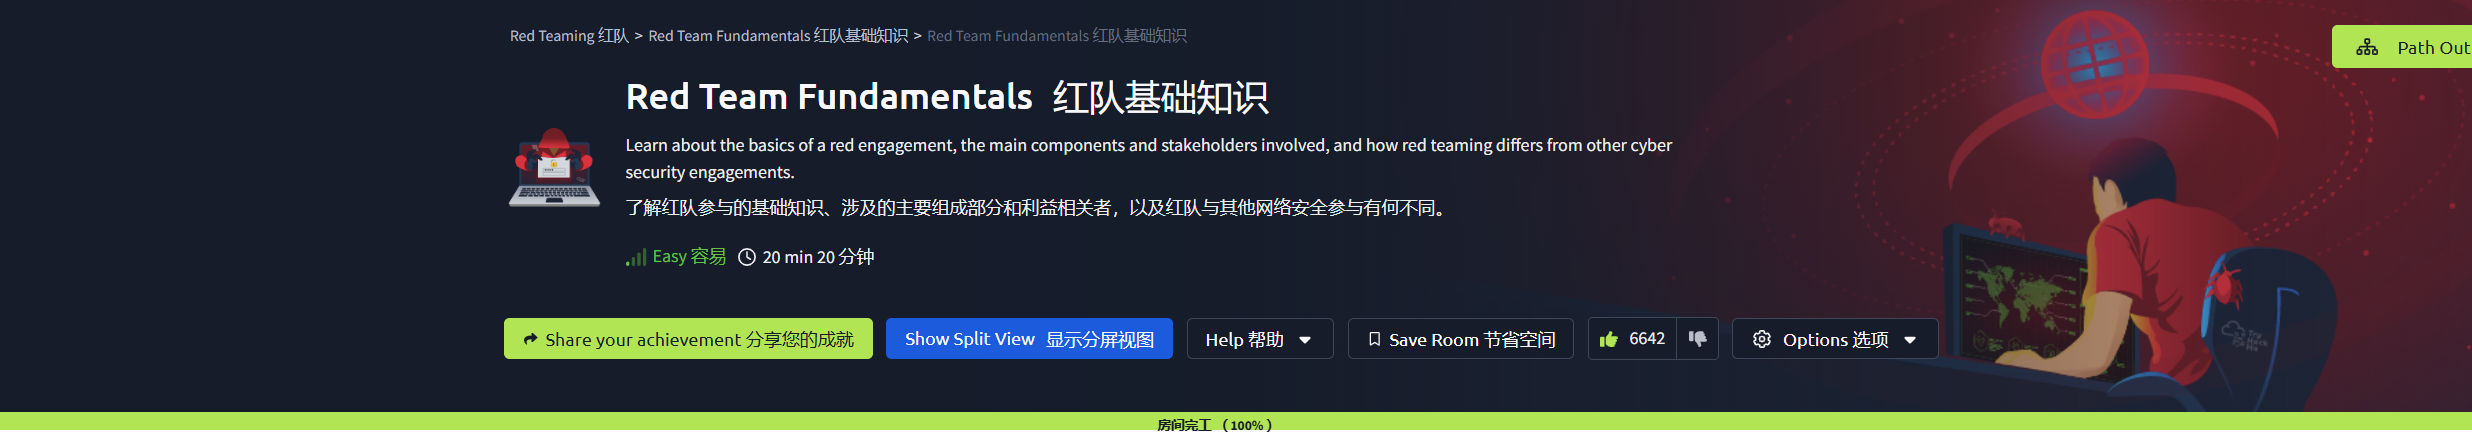 Red Teaming 红队 > Red Team Fundamentals 红队基础知识 > Red Team Fundamentals 红队基础知识
Path Out
Red Team Fundamentals 红队基础知识
Learn about the basics of a red engagement, the main components and stakeholders involved, and how red teaming differs from other cyber
security engagements.
了解红队参与的基础知识、涉及的主要组成部分和利益相关者，以及红队与其他网络安全参与有何不同。
Easy 容易 20 min 20 分钟
Share your achievement 分享您的成就 Show Split View 显示分屏视图 Help 帮助 Save Room 节省空间 6642 Options 选项
Try
Hack
Me
房间完工 （100%）